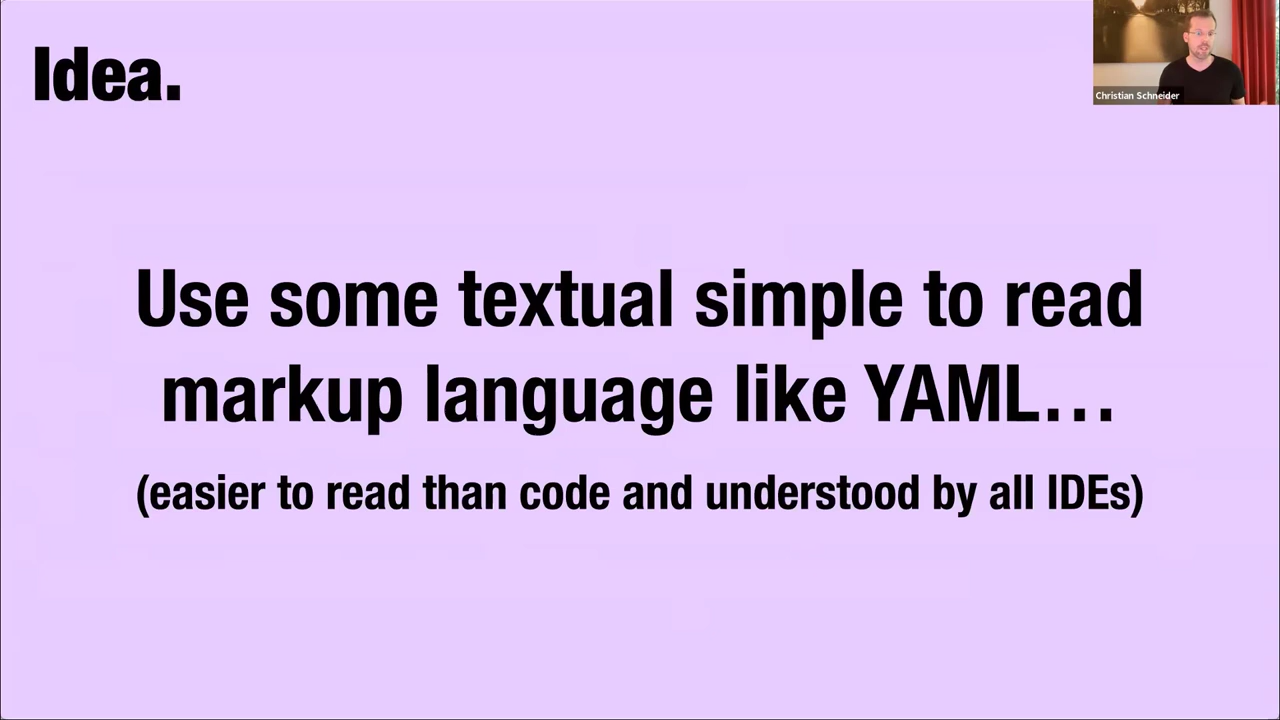 Idea.
Christian Schneider
Use some textual simple to read
markup language like YAML…
(easier to read than code and understood by all IDEs)